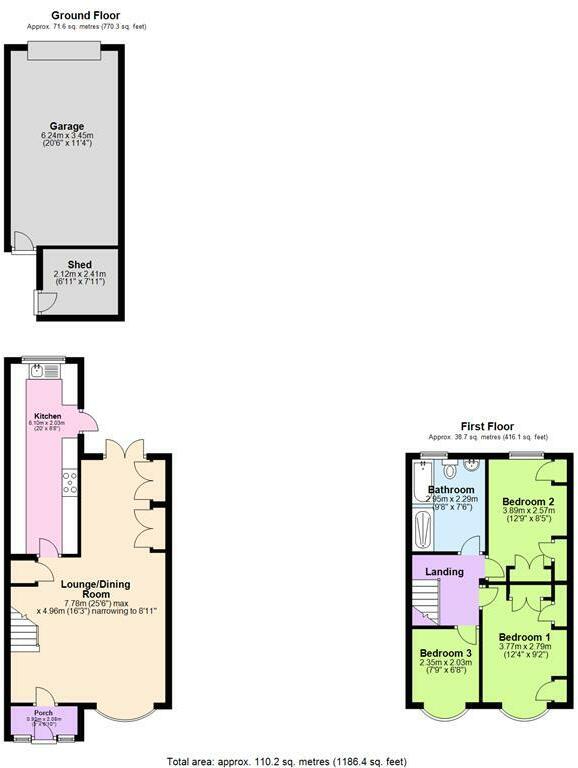 Ground Floor
Approx. 71.6 sq. metres (770.3 sq. feet)
Garage
6.24m x 3.45m
(20'6" x 11'4")
Shed
2.12m x 2.41m
(6'11" x 7'11")
Kitchen
6.10m x 2.03m
(20' x 6'8")
Lounge/Dining
Room
7.78m (25'6") max
x 4.96m (16'3") narrowing to 8'11"
Porch
First Floor
Approx. 38.7 sq. metres (416.1 sq. feet)
Bathroom
2.95m x 2.29m
(9'8" x 7'6")
Bedroom 2
3.89m x 2.57m
(12'9" x 8'5")
Landing
Bedroom 1
3.77m x 2.79m
(12'4" x 9'2")
Bedroom 3
2.35m x 2.03m
(7'9" x 6'8")
Total area: approx. 110.2 sq. metres (1186.4 sq. feet)